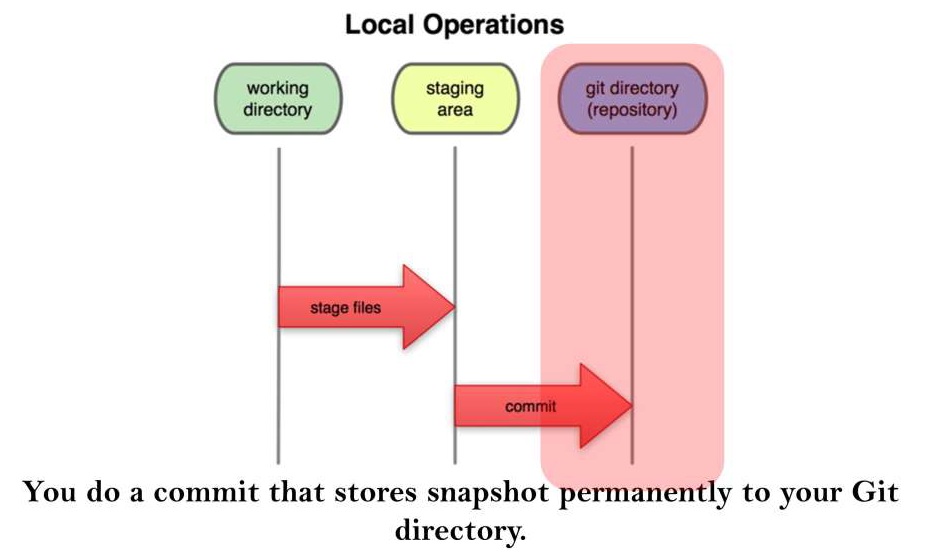 Local Operations
working
directory
staging
area
git directory
(repository)
stage files
commit
You do a commit that stores snapshot permanently to your Git
directory.